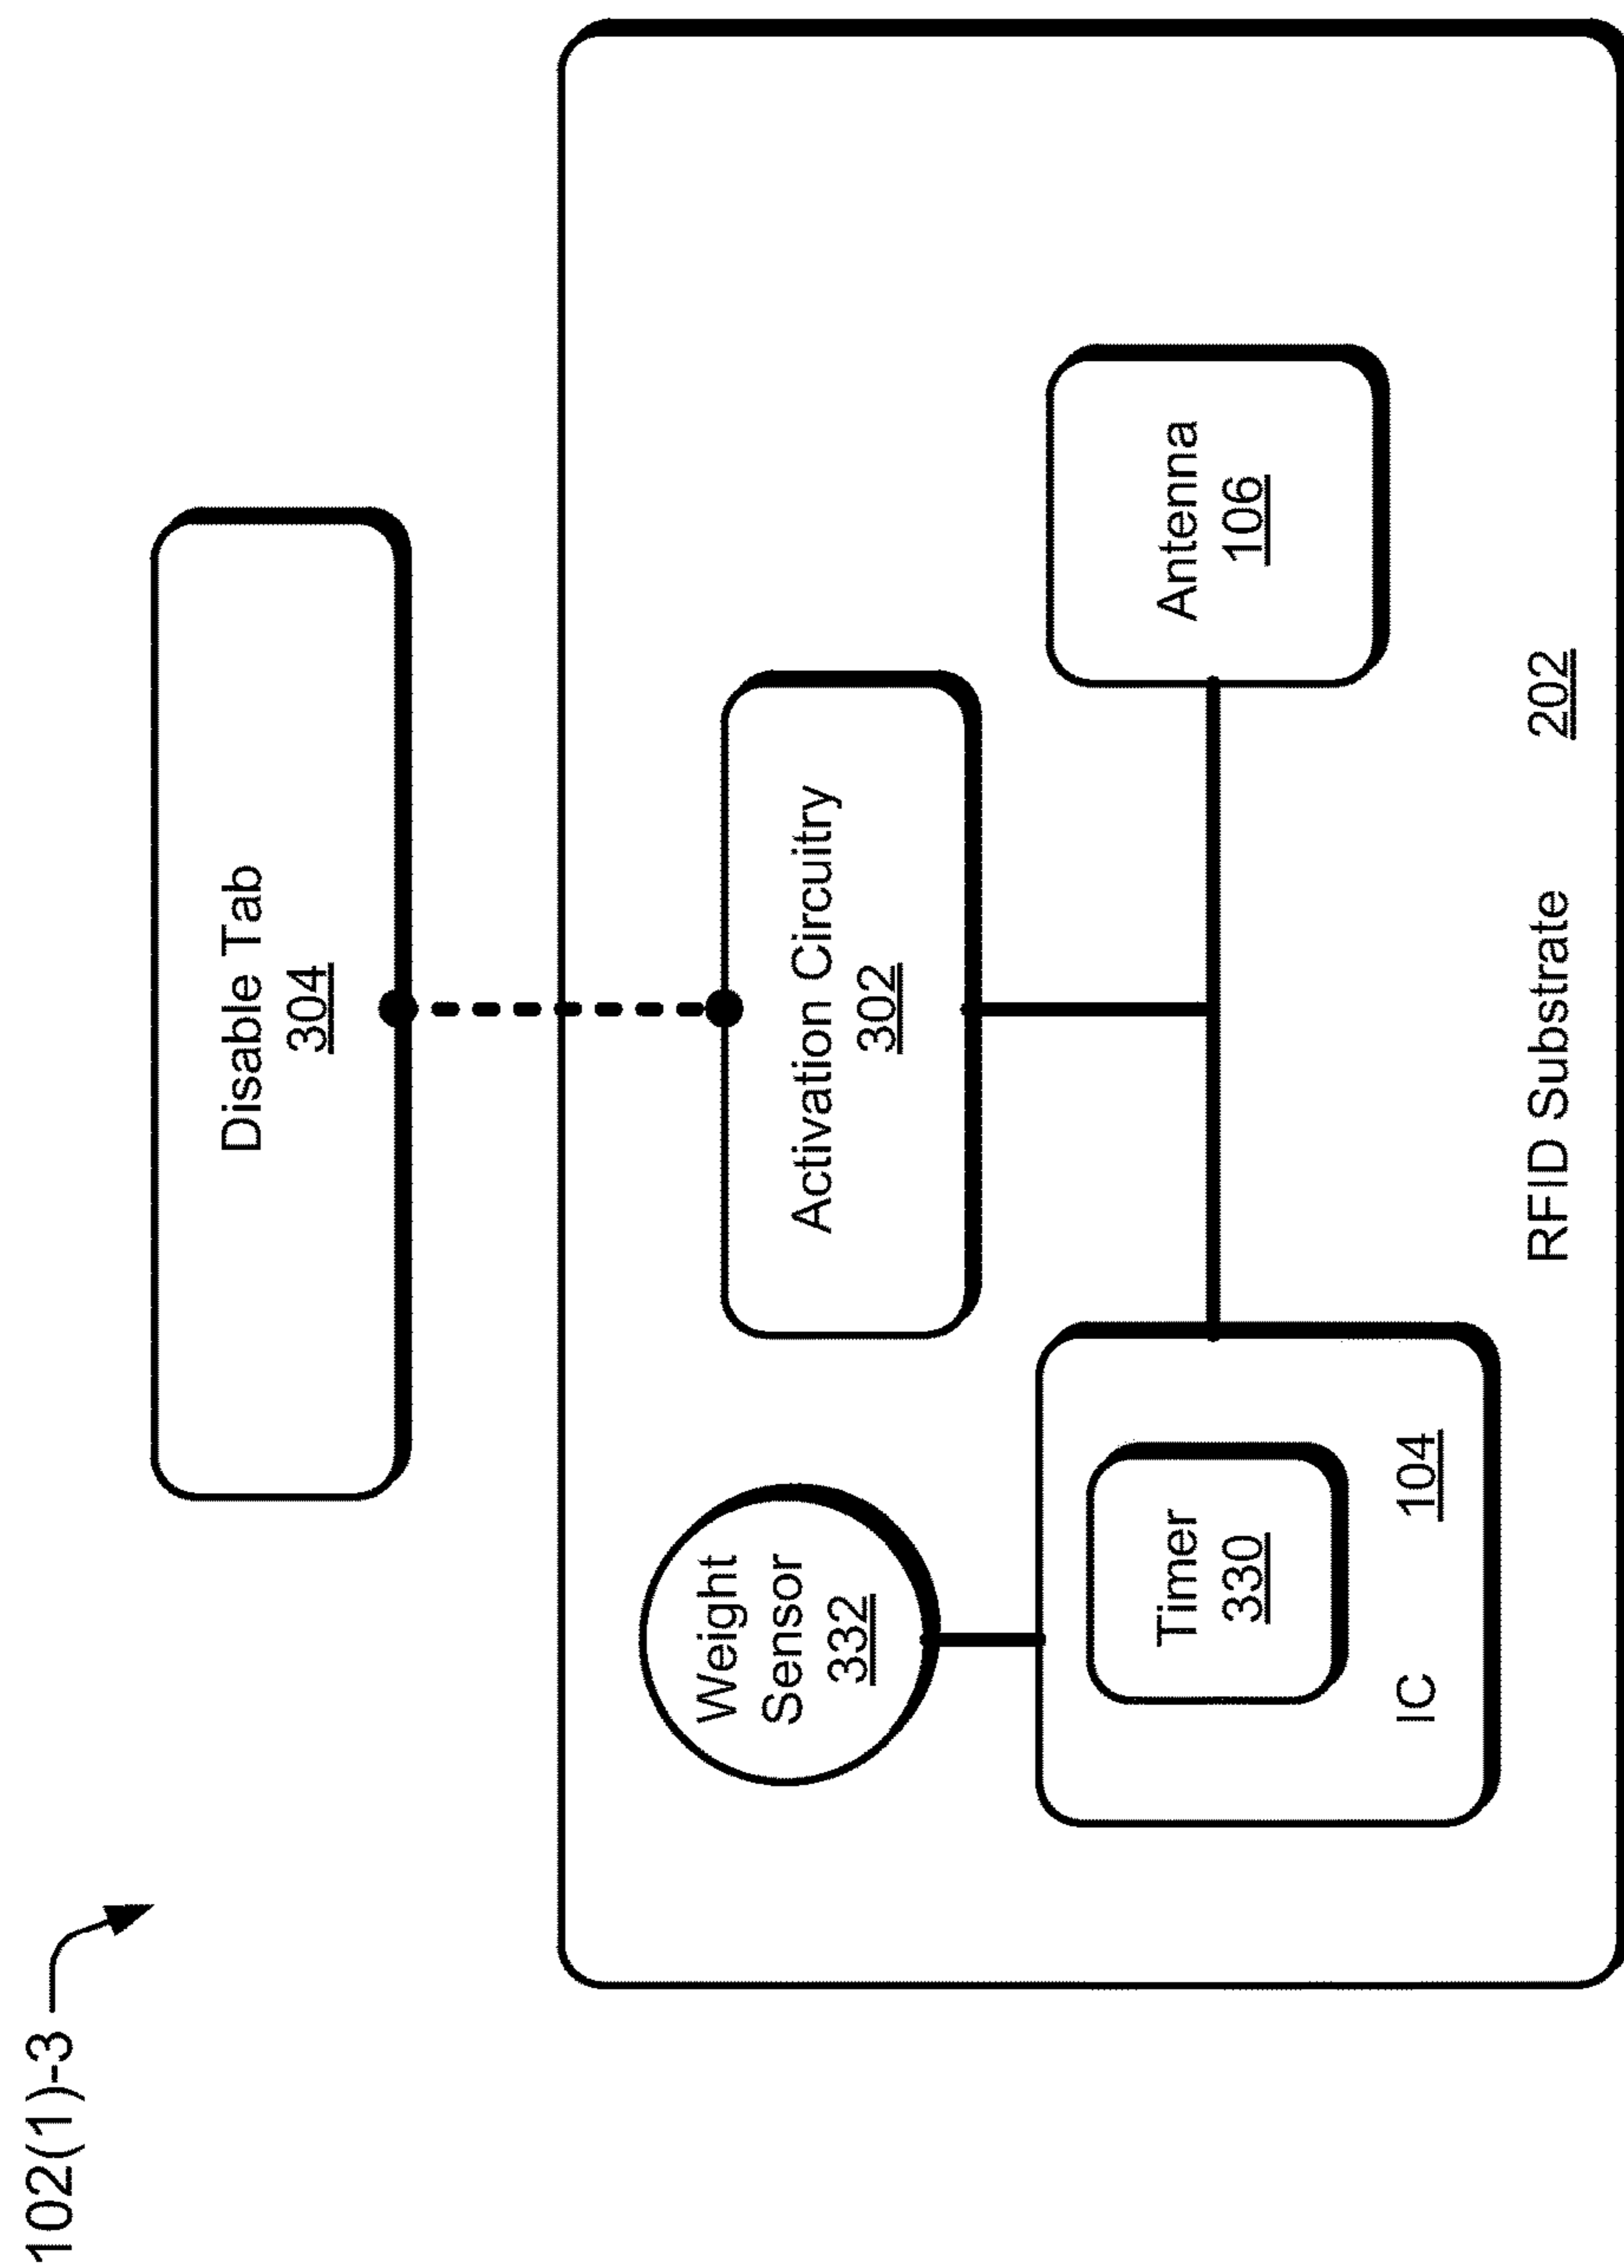 102(1)-3
Disable Tab
304
Weight
Sensor
332
Activation Circuitry
302
Timer
330
IC
104
Antenna
106
RFID Substrate
202